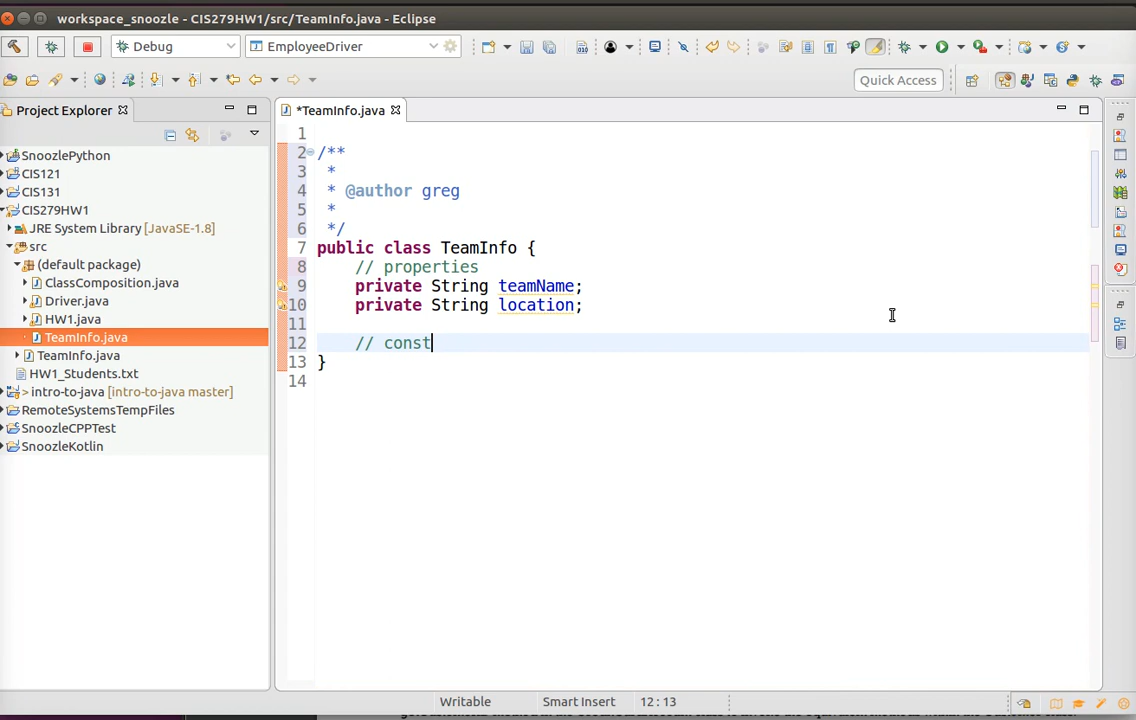 workspace_snoozle - CIS279HW1/src/TeamInfo.java - Eclipse
Debug
EmployeeDriver
Quick Access
Project Explorer
*TeamInfo.java
SnoozlePython
CIS121
CIS131
CIS279HW1
JRE System Library [JavaSE-1.8]
src
(default package)
ClassComposition.java
Driver.java
HW1.java
TeamInfo.java
TeamInfo.java
HW1_Students.txt
> intro-to-java [intro-to-java master]
RemoteSystemsTempFiles
SnoozleCPPTest
SnoozleKotlin
1
2 /**
3 *
4 * @author greg
5 *
6 */
7 public class TeamInfo {
8 // properties
9 private String teamName;
10 private String location;
11
12 // const
13 }
14
Writable
Smart Insert
12 : 13